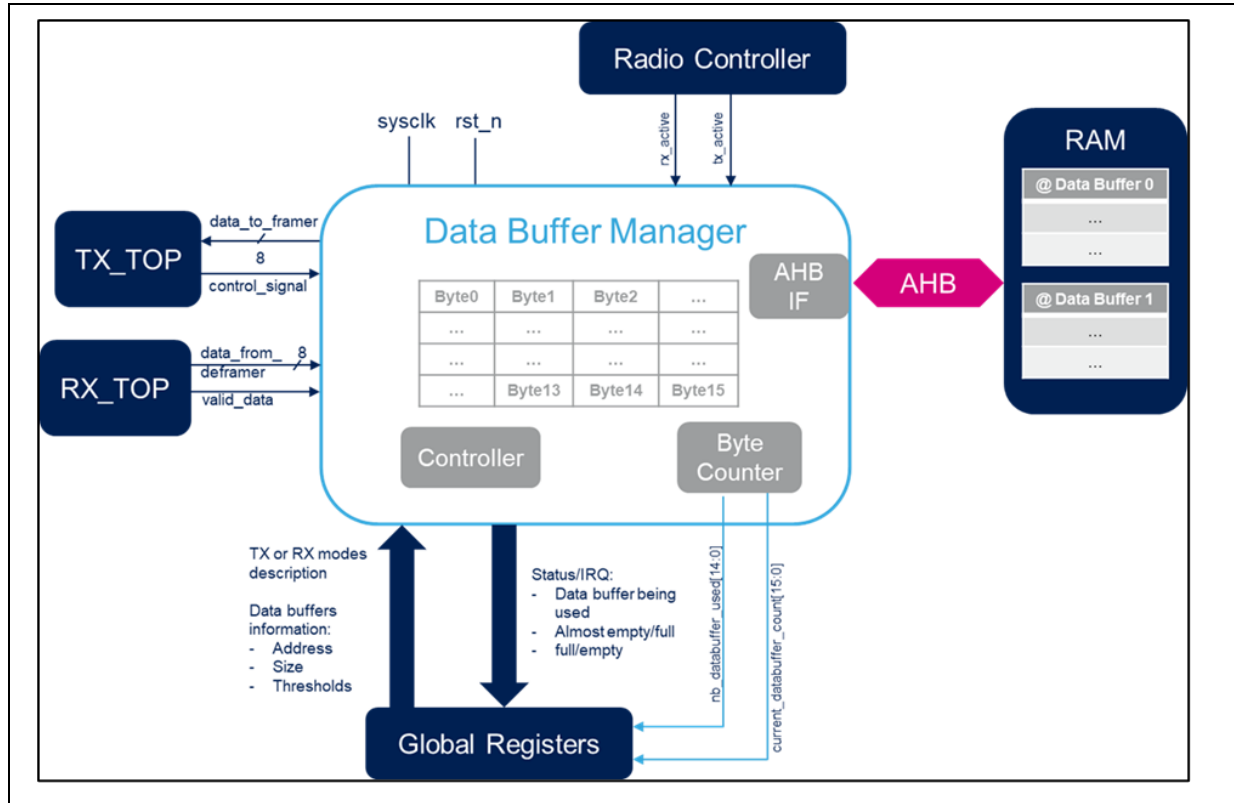 Radio Controller
sysclk
rst_n
rx_active
tx_active
RAM
@ Data Buffer 0
...
...
@ Data Buffer 1
...
...
TX_TOP
data_to_framer
8
control_signal
RX_TOP
data_from_
deframer
8
valid_data
Data Buffer Manager
AHB
IF
AHB
Byte0 Byte1 Byte2 ...
... ... ... ...
... ... ... ...
... Byte13 Byte14 Byte15
Controller
Byte
Counter
TX or RX modes
description
Data buffers
information:
- Address
- Size
- Thresholds
Status/IRQ:
- Data buffer being
used
- Almost empty/full
- full/empty
nb_databuffer_used[14:0]
current_databuffer_count[15:0]
Global Registers